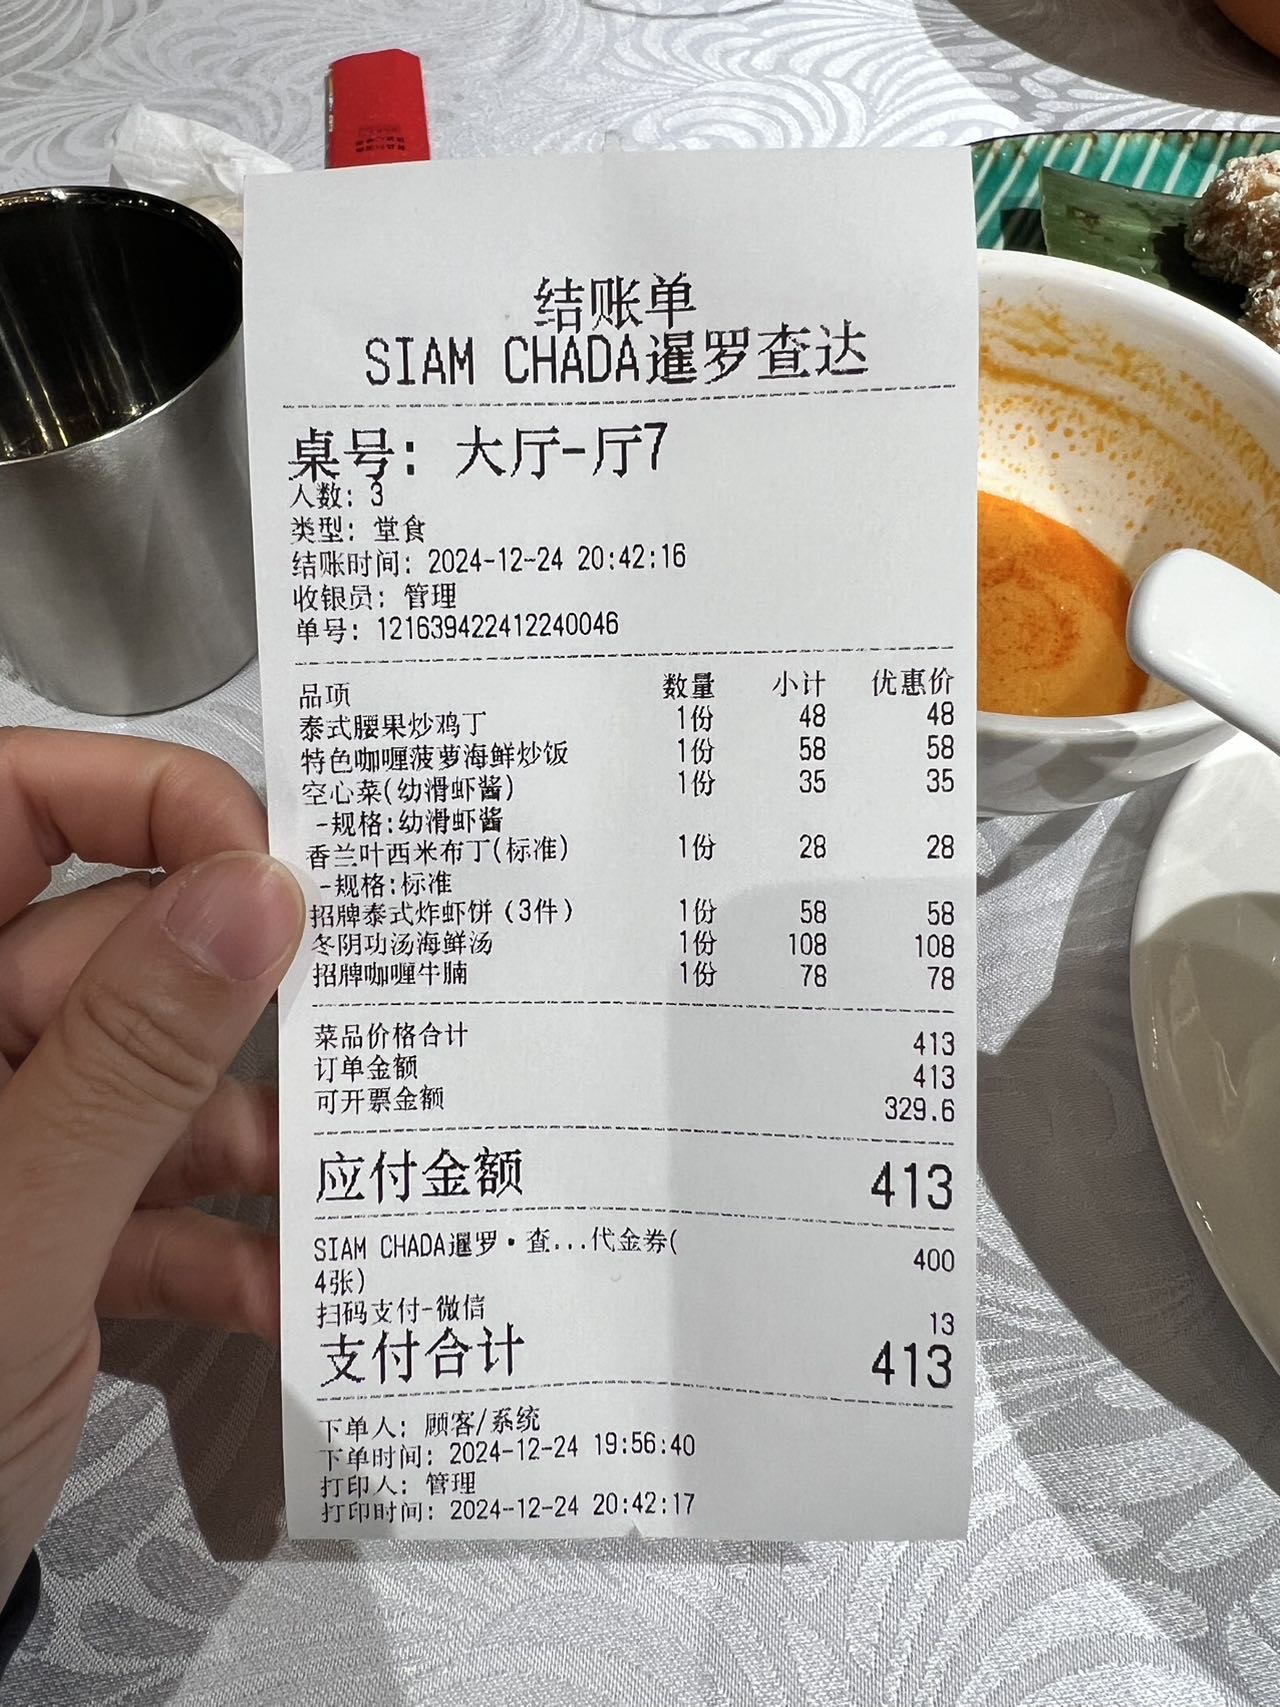 结账单
SIAM CHADA暹罗查达
桌号: 大厅-厅7
人数: 3
类型: 堂食
结账时间: 2024-12-24 20:42:16
收银员: 管理
单号: 121639422412240046
品项 数量 小计 优惠价
泰式腰果炒鸡丁 1份 48 48
特色咖喱菠萝海鲜炒饭 1份 58 58
空心菜(幼滑虾酱) 1份 35 35
-规格:幼滑虾酱
香兰叶西米布丁(标准) 1份 28 28
-规格:标准
招牌泰式炸虾饼 (3件) 1份 58 58
冬阴功汤海鲜汤 1份 108 108
招牌咖喱牛腩 1份 78 78
菜品价格合计 413
订单金额 413
可开票金额 329.6
应付金额 413
SIAM CHADA暹罗·查...代金券( 400
4张)
扫码支付-微信 13
支付合计 413
下单人: 顾客/系统
下单时间: 2024-12-24 19:56:40
打印人: 管理
打印时间: 2024-12-24 20:42:17